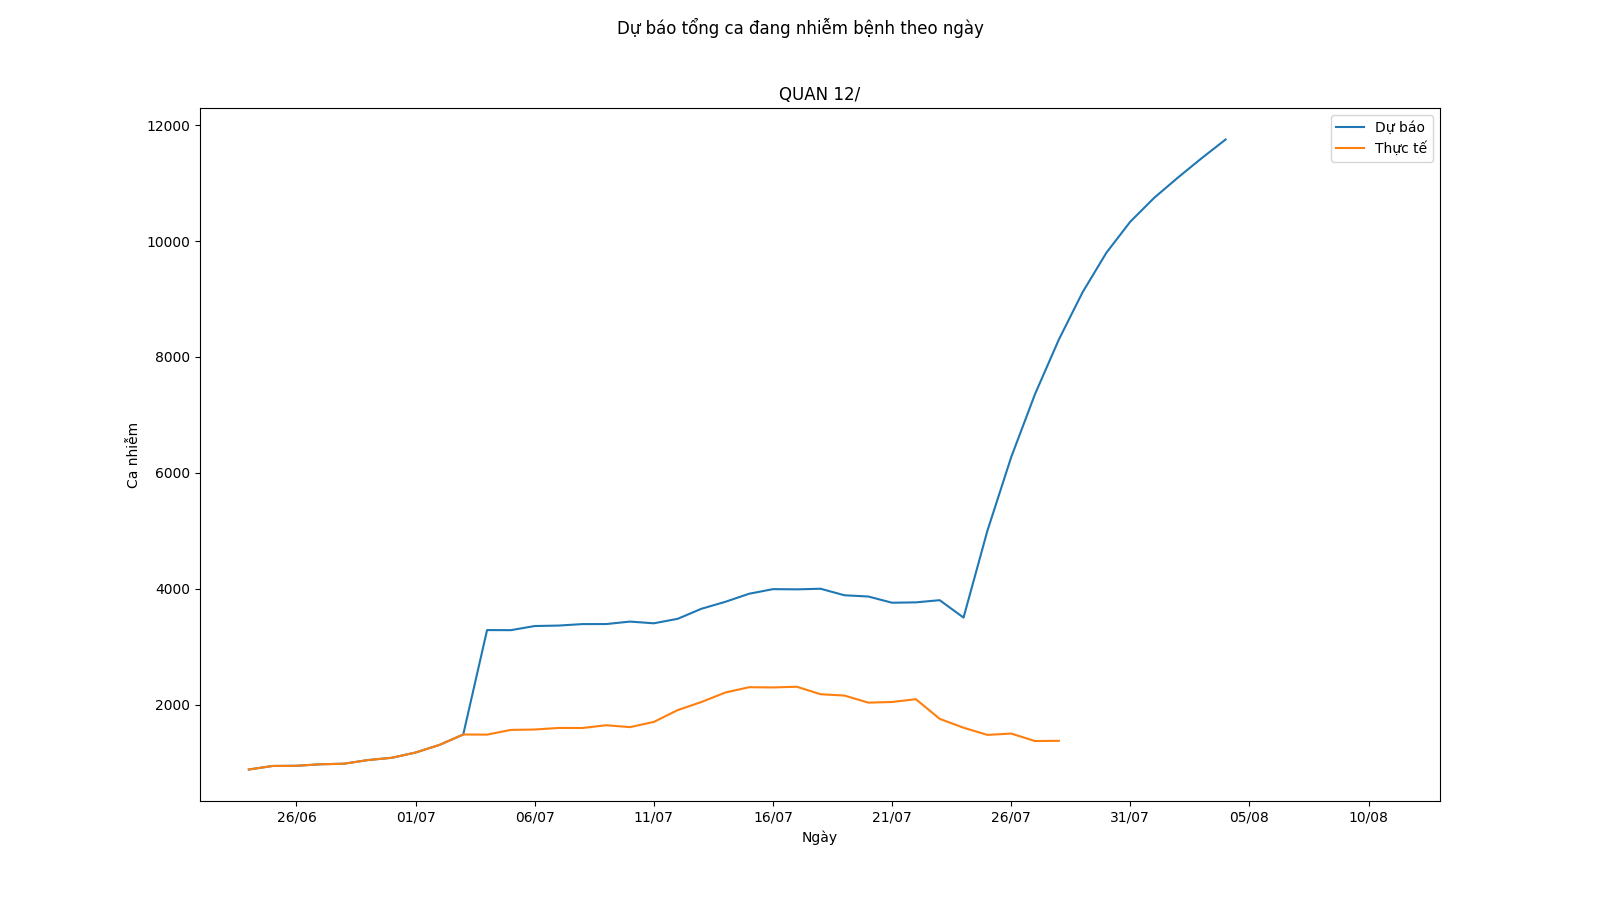 Dự báo tổng ca đang nhiễm bệnh theo ngày
QUAN 12/
Dự báo
Thực tế
Ca nhiễm
12000
10000
8000
6000
4000
2000
26/06 01/07 06/07 11/07 16/07 21/07 26/07 31/07 05/08 10/08
Ngày